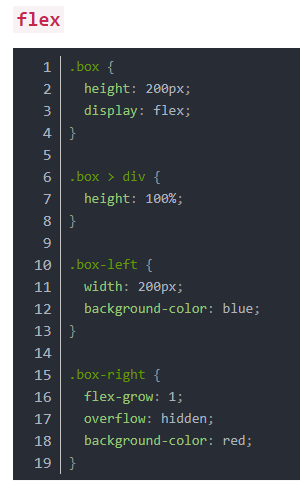 flex
1 .box {
2   height: 200px;
3   display: flex;
4 }
5
6 .box > div {
7   height: 100%;
8 }
9
10 .box-left {
11   width: 200px;
12   background-color: blue;
13 }
14
15 .box-right {
16   flex-grow: 1;
17   overflow: hidden;
18   background-color: red;
19 }